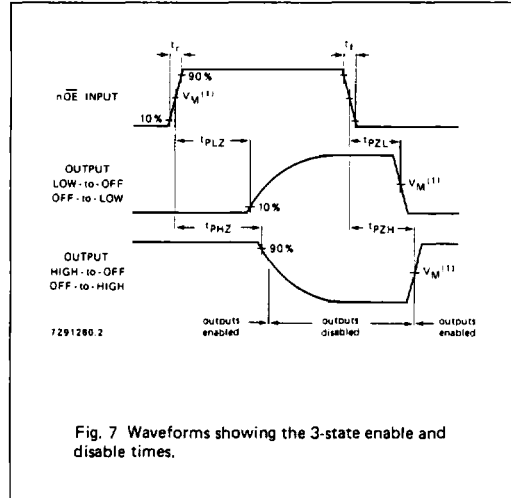 tr
tf
nOE INPUT
90%
VM(1)
10%
tPLZ
tPZL
OUTPUT
LOW-to-OFF
OFF-to-LOW
VM(1)
10%
tPHZ
tPZH
OUTPUT
HIGH-to-OFF
OFF-to-HIGH
90%
VM(1)
7Z91280.2
outputs
enabled
outputs
disabled
outputs
enabled
Fig. 7 Waveforms showing the 3-state enable and
disable times.